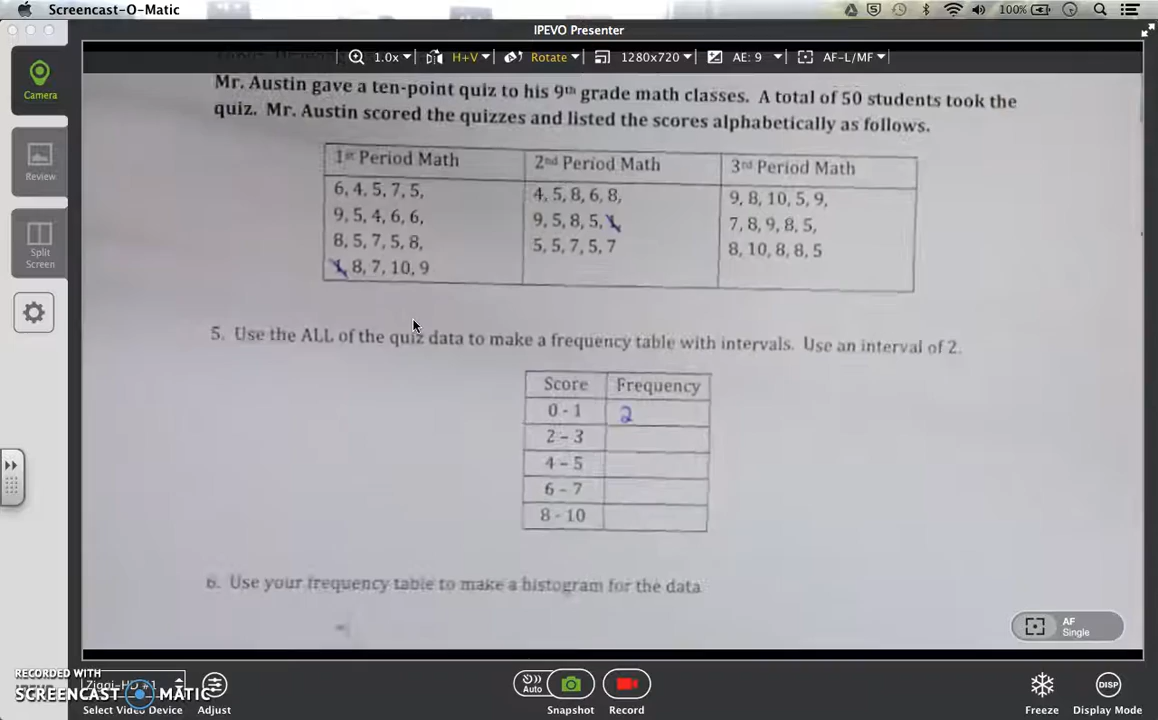 Screencast-O-Matic
100%
IPEVO Presenter
1.0x H+V Rotate 1280x720 AE: 9 AF-L/MF
Camera
Review
Split
Screen
Mr. Austin gave a ten-point quiz to his 9th grade math classes. A total of 50 students took the
quiz. Mr. Austin scored the quizzes and listed the scores alphabetically as follows.
1st Period Math 2nd Period Math 3rd Period Math
6, 4, 5, 7, 5, 4, 5, 8, 6, 8, 9, 8, 10, 5, 9,
9, 5, 4, 6, 6, 9, 5, 8, 5, 7, 8, 9, 8, 5,
8, 5, 7, 5, 8, 5, 5, 7, 5, 7 8, 10, 8, 8, 5
8, 7, 10, 9
5. Use the ALL of the quiz data to make a frequency table with intervals. Use an interval of 2.
Score Frequency
0 - 1 2
2 - 3
4 - 5
6 - 7
8 - 10
6. Use your frequency table to make a histogram for the data
AF
Single
RECORDED WITH
SCREENCAST MATIC
Select Video Device
Adjust
Auto
Snapshot
Record
Freeze
DISP
Display Mode